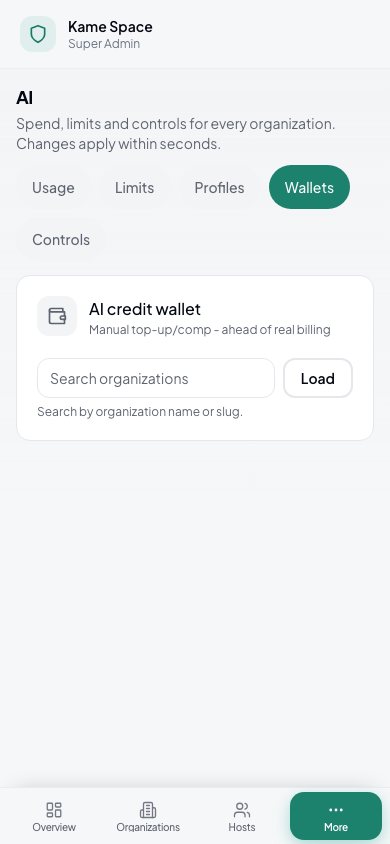 Kame Space
Super Admin
AI
Spend, limits and controls for every organization.
Changes apply within seconds.
Usage
Limits
Profiles
Wallets
Controls
AI credit wallet
Manual top-up/comp - ahead of real billing
Search organizations
Load
Search by organization name or slug.
Overview
Organizations
Hosts
More